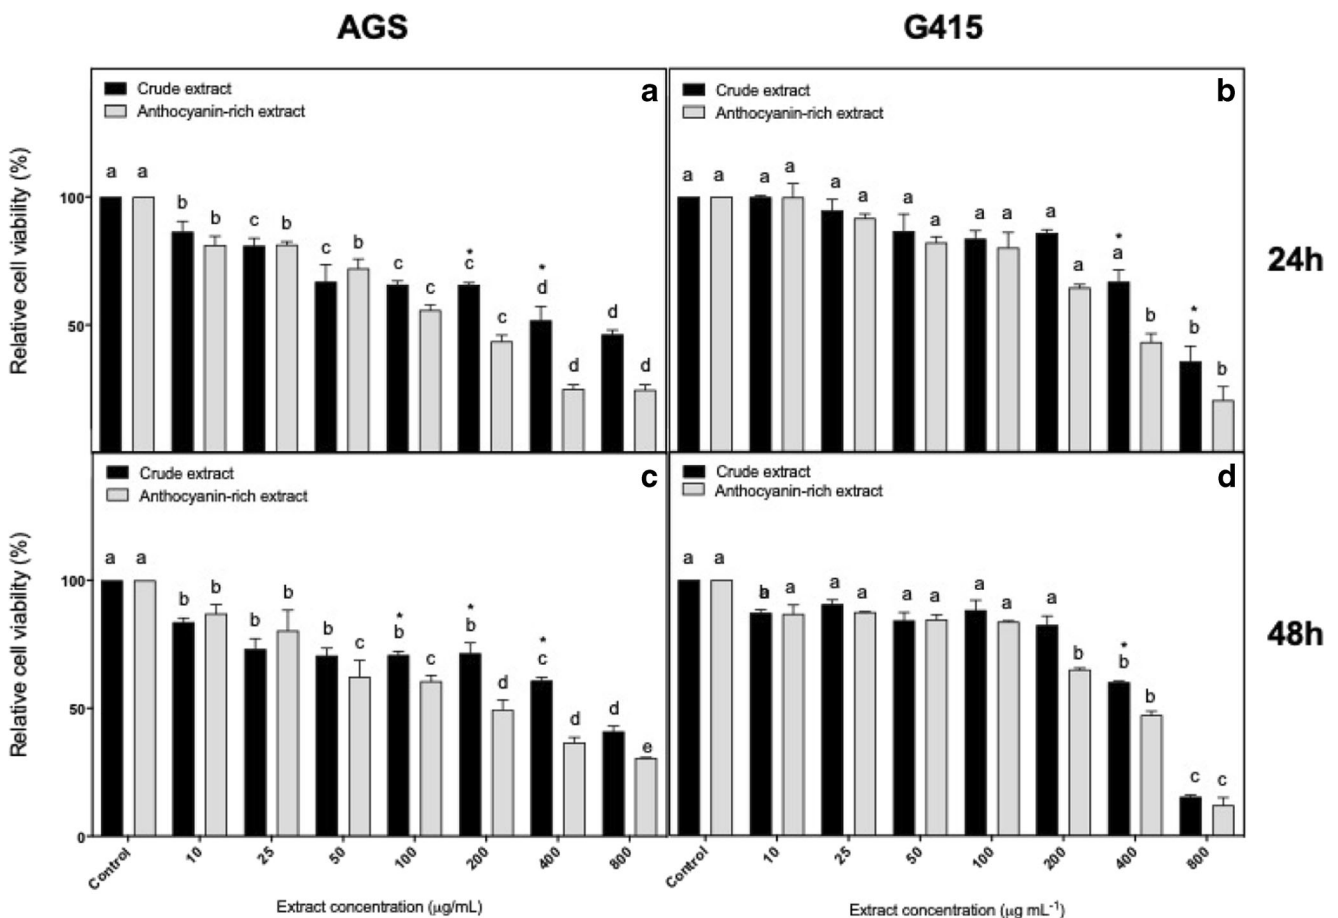 AGS
G415
Crude extract
Anthocyanin-rich extract
a
Relative cell viability (%)
100
50
a a b b c b c b c c * c c * d d d d
Crude extract
Anthocyanin-rich extract
b
a a a a a a a a a a a a * a b * b b
24h
Crude extract
Anthocyanin-rich extract
c
Relative cell viability (%)
100
50
0
a a b b b b b c * b c * b d * c d d e
Control 10 25 50 100 200 400 800
Extract concentration (μg/mL)
Crude extract
Anthocyanin-rich extract
d
a a a a a a a a a a b * b b c c
48h
Control 10 25 50 100 200 400 800
Extract concentration (μg mL-1)